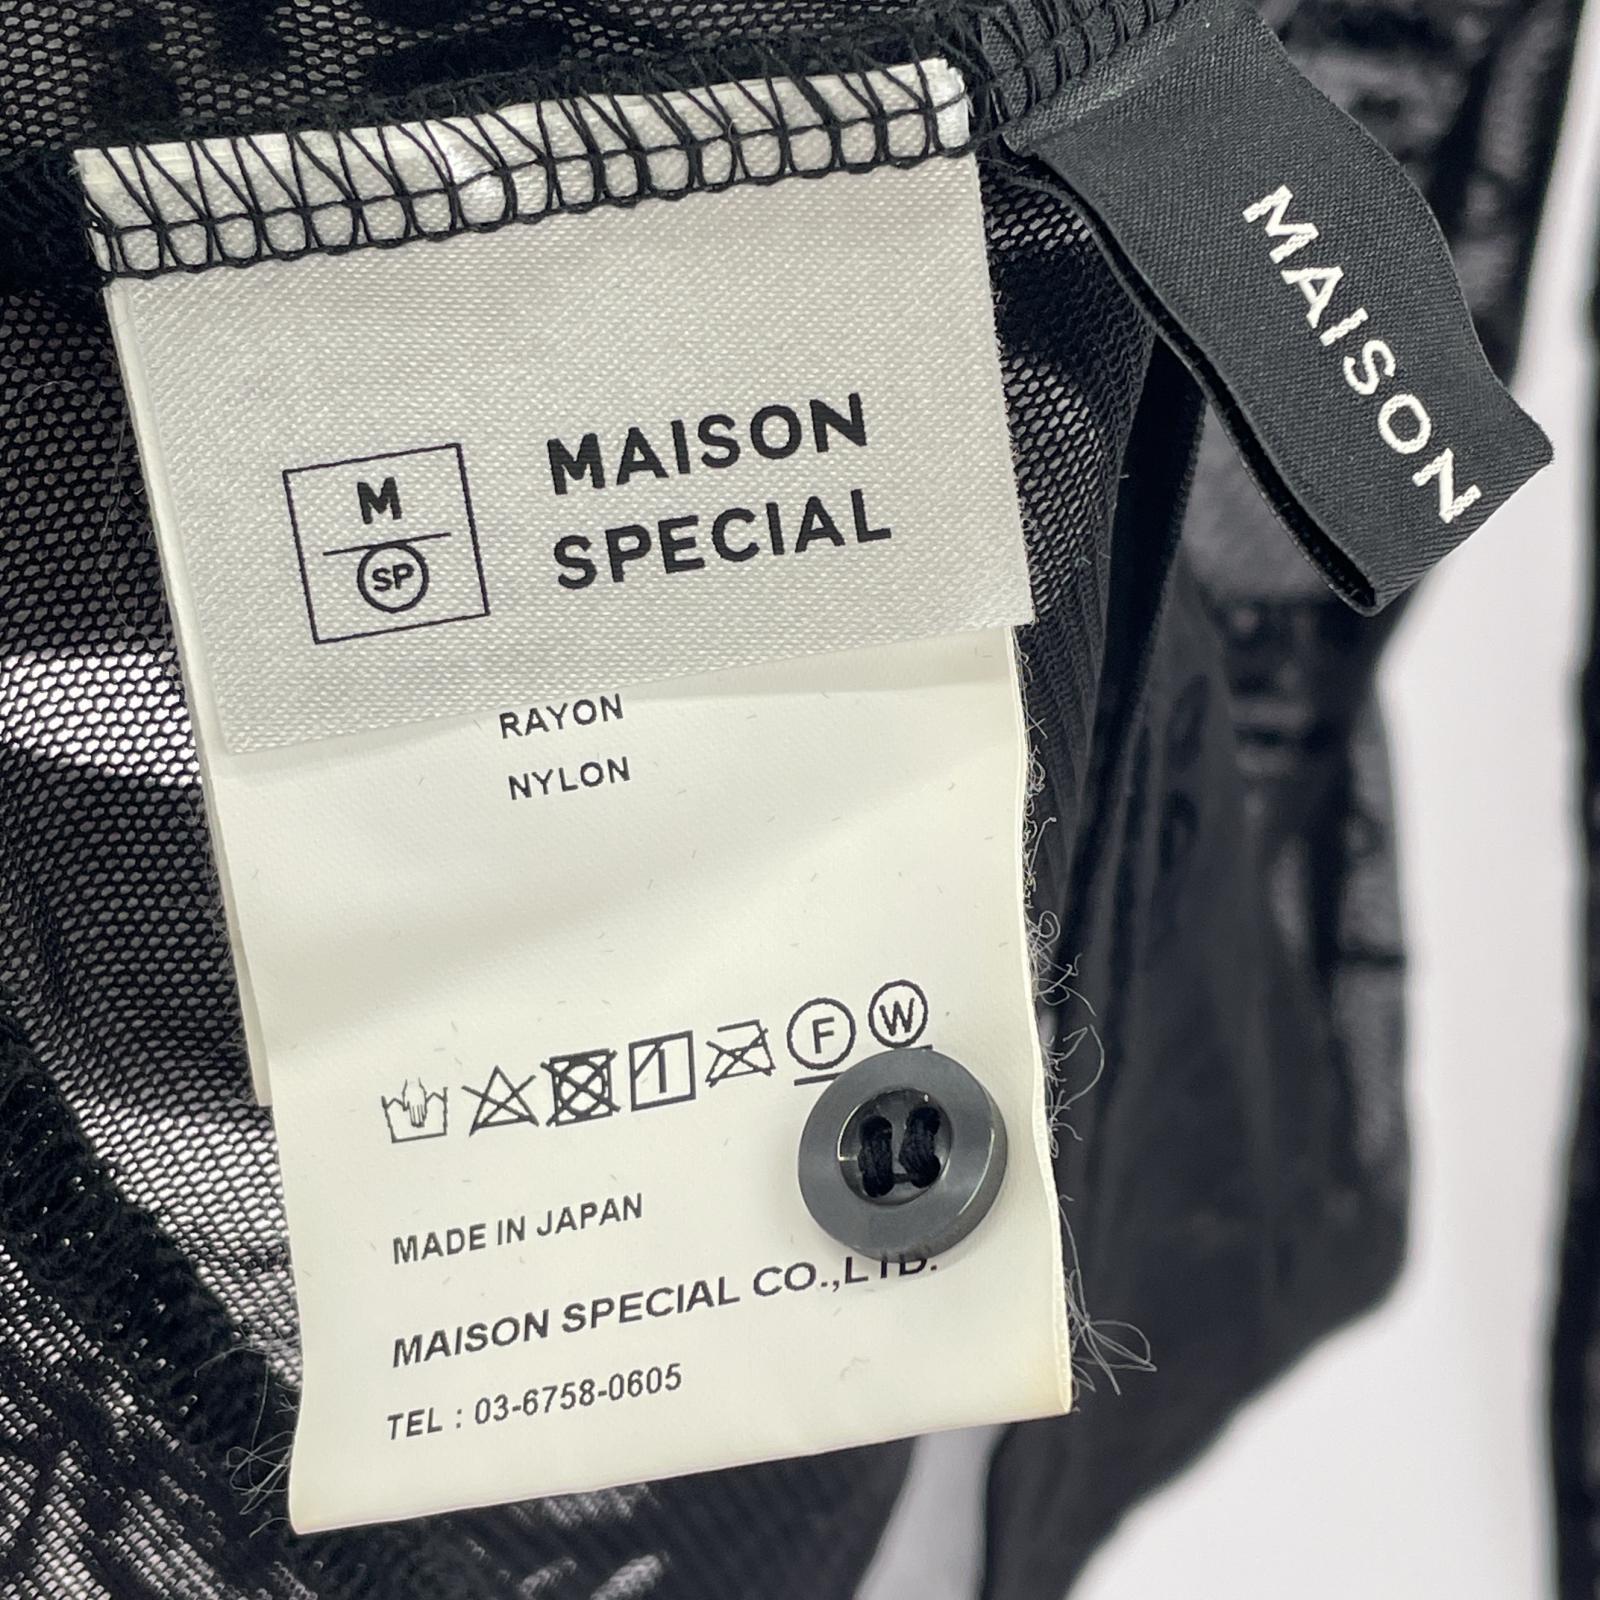 M
SP
MAISON
SPECIAL
MAISON
RAYON
NYLON
F
W
MADE IN JAPAN
MAISON SPECIAL CO.,LTD.
TEL : 03-6758-0605